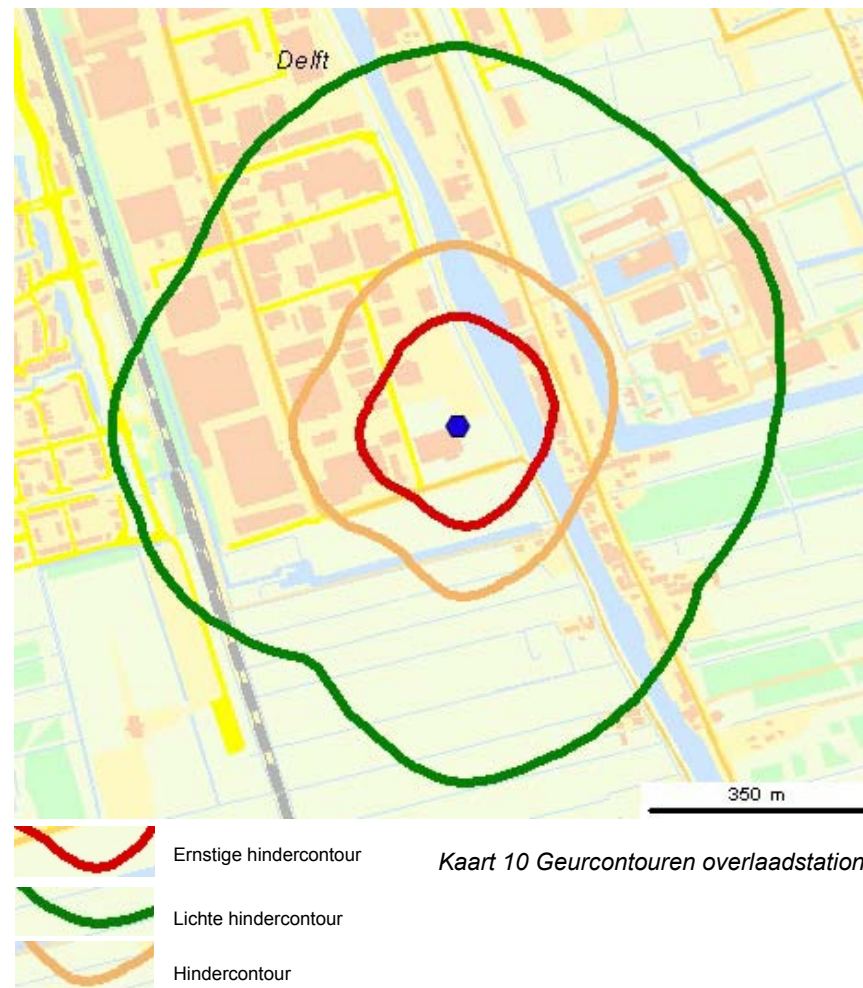 Delft
350 m
Ernstige hindercontour
Kaart 10 Geurcontouren overlaadstation
Lichte hindercontour
Hindercontour